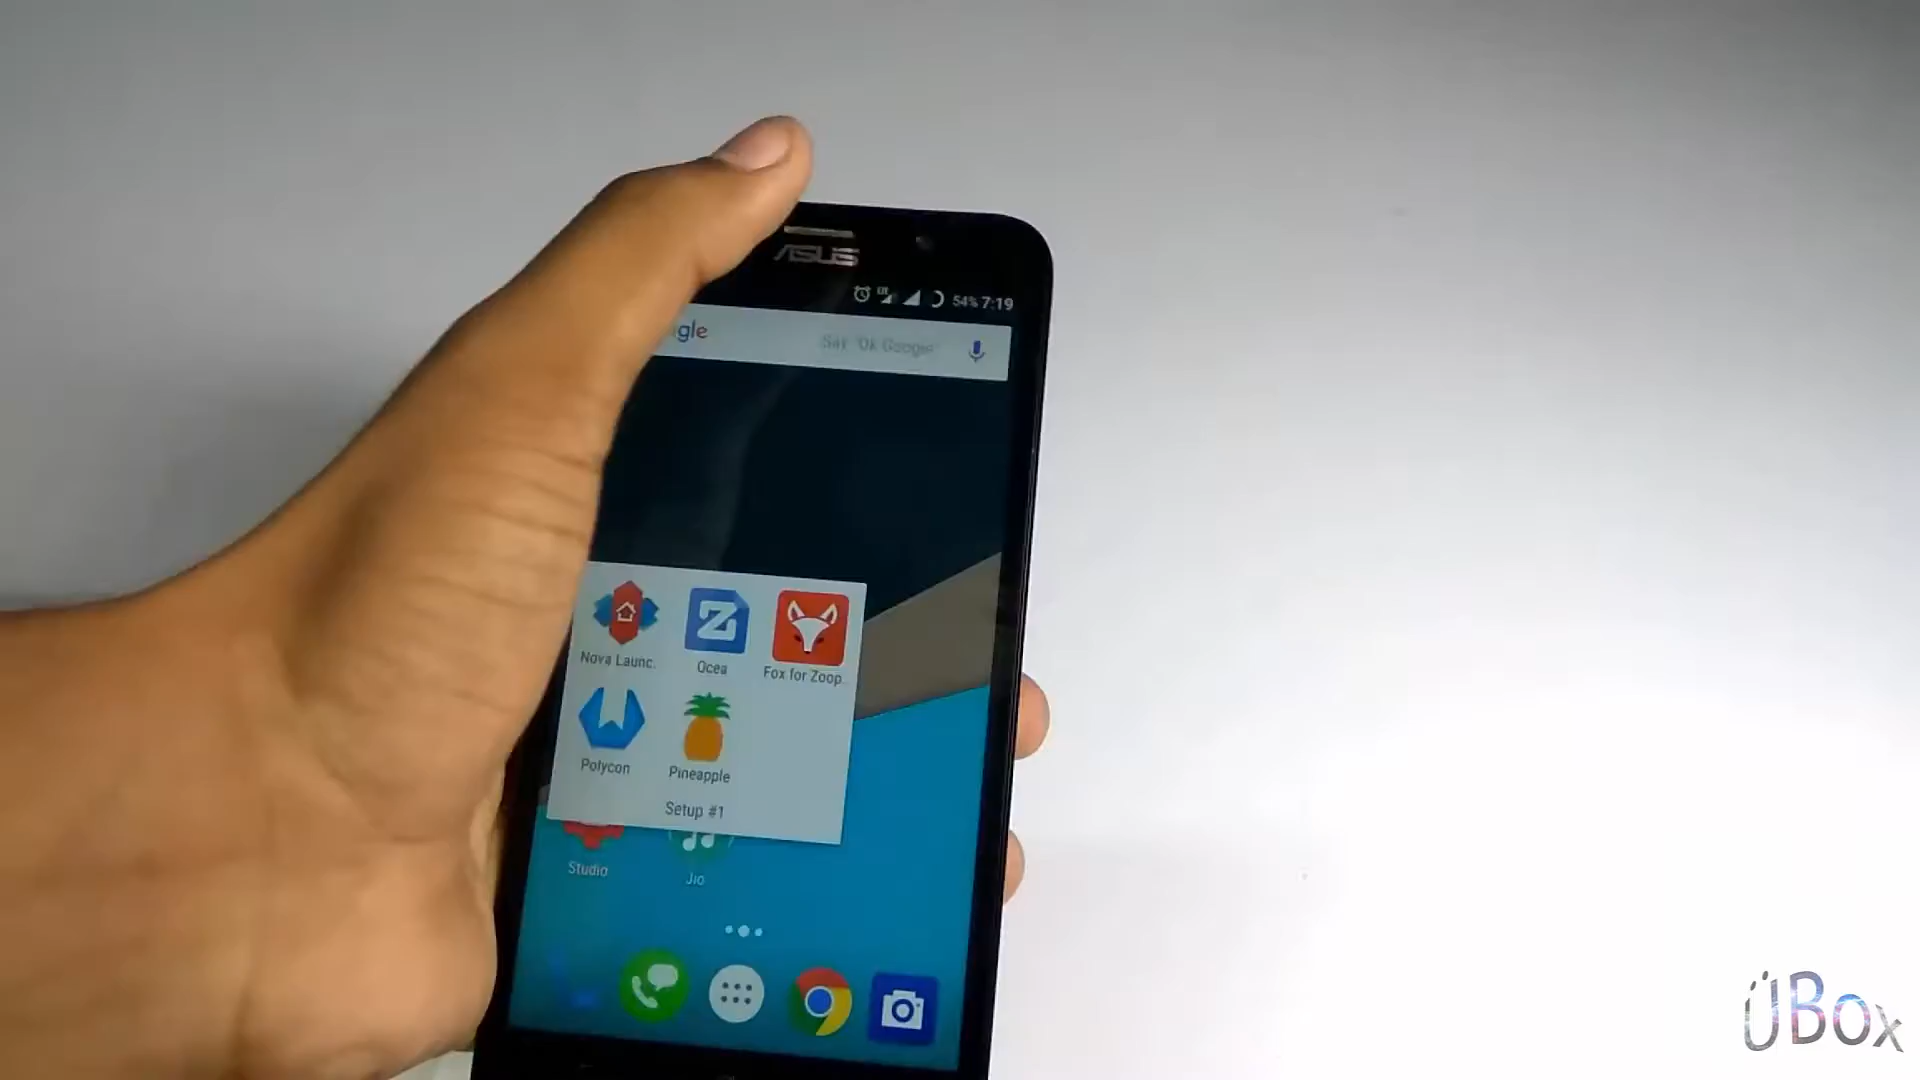 ASUS
54% 7:19
gle
Say "Ok Google"
Nova Launc.
Ocea
Fox for Zoop..
Polycon
Pineapple
Setup #1
Studio
Jio
ÜBox